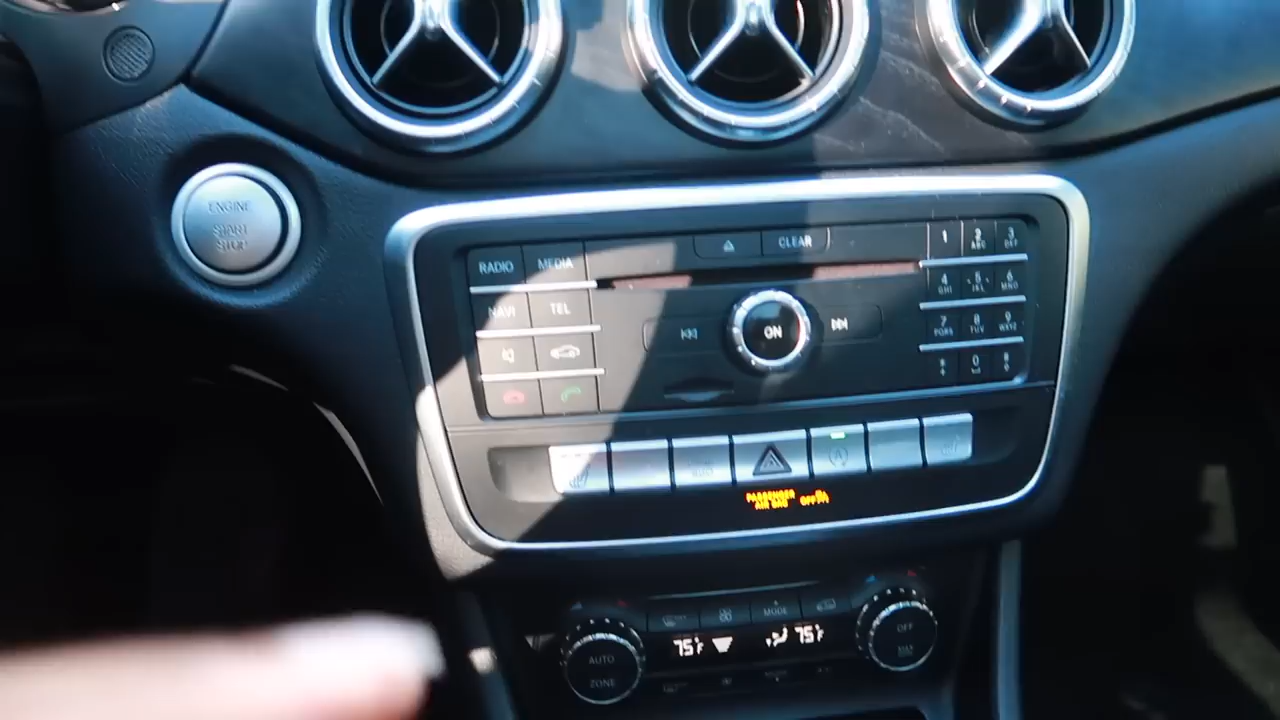 ENGINE
START
STOP
RADIO
MEDIA
CLEAR
1
2 ABC
3 DEF
NAVI
TEL
4 GHI
5 JKL
6 MNO
ON
7 PQRS
8 TUV
9 WXYZ
*
0
#
PASSENGER
AIR BAG OFF
MODE
75°F
75°F
AUTO
ZONE
OFF
MAX